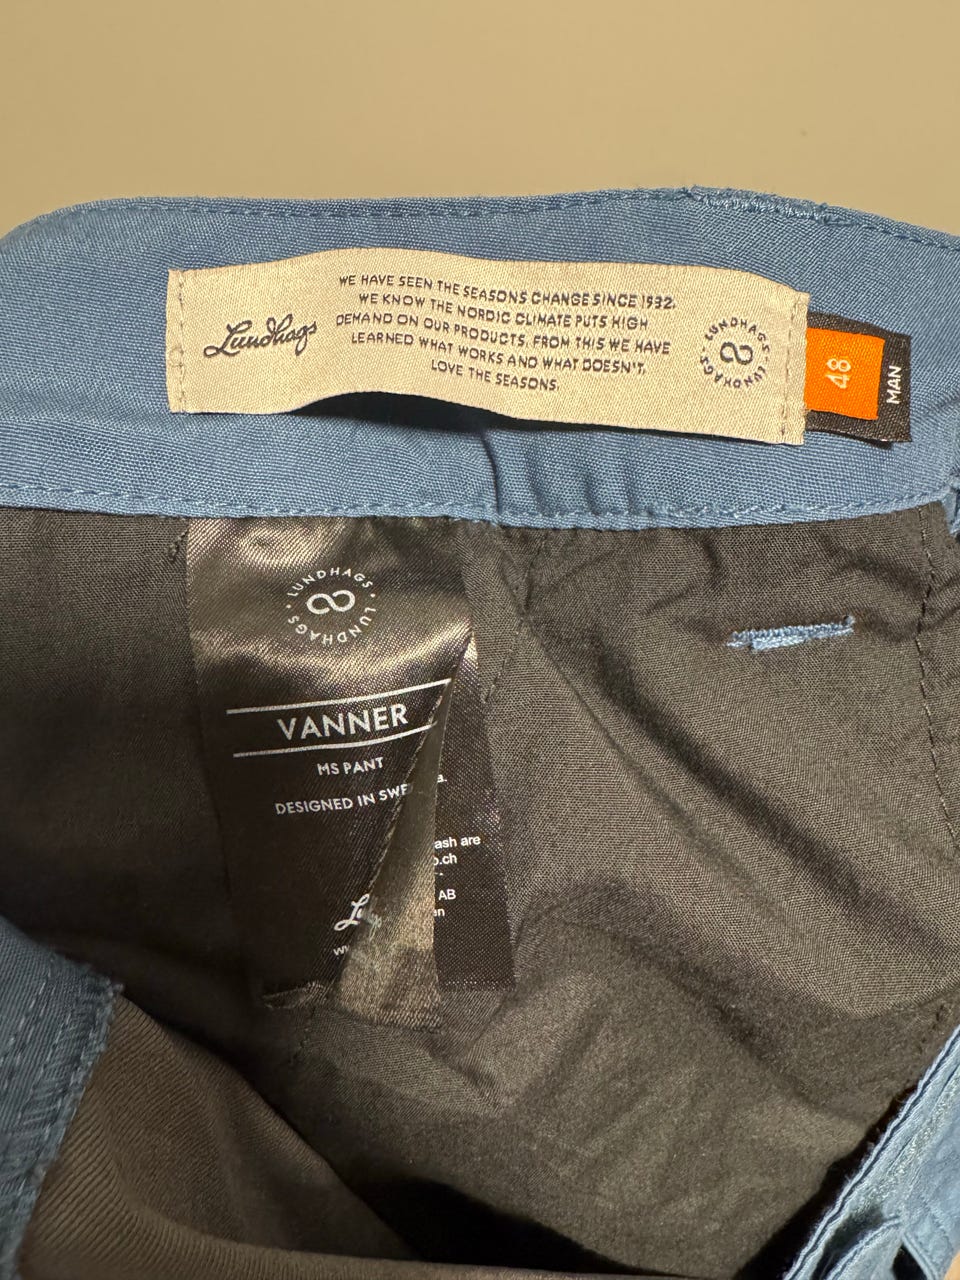 Lundhags
WE HAVE SEEN THE SEASONS CHANGE SINCE 1932.
WE KNOW THE NORDIC CLIMATE PUTS HIGH
DEMAND ON OUR PRODUCTS. FROM THIS WE HAVE
LEARNED WHAT WORKS AND WHAT DOESN'T.
LOVE THE SEASONS.
LUNDHAGS · LUNDHAGS ·
48
MAN
LUNDHAGS · LUNDHAGS ·
VANNER
MS PANT
DESIGNED IN SWE
a.
ash are
o.ch
AB
en
Lu
ww